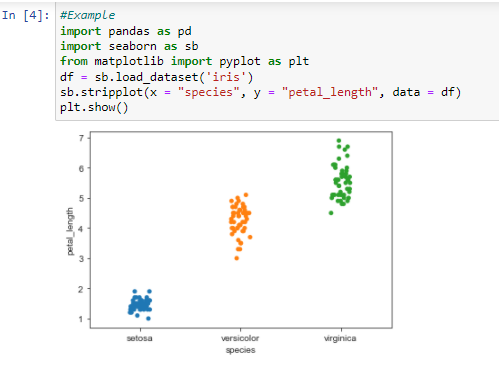 In [4]: #Example
import pandas as pd
import seaborn as sb
from matplotlib import pyplot as plt
df = sb.load_dataset('iris')
sb.stripplot(x = "species", y = "petal_length", data = df)
plt.show()
7
6
5
4
3
2
1
petal_length
setosa versicolor virginica
species